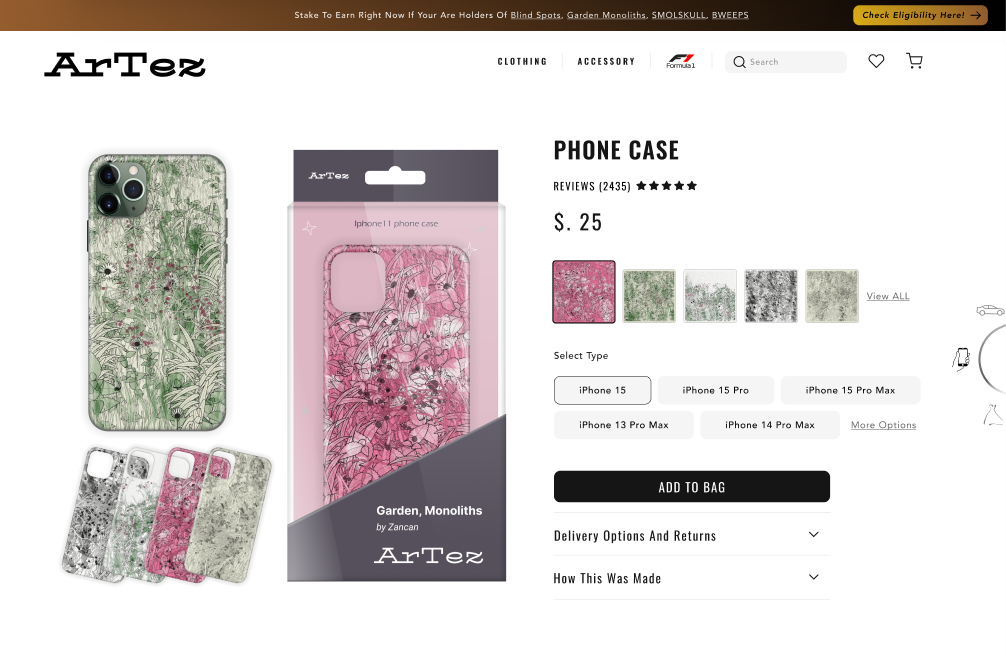 Stake To Earn Right Now If Your Are Holders Of Blind Spots, Garden Monoliths, SMOLSKULL, BWEEPS
Check Eligibility Here!
ArTez
CLOTHING
ACCESSORY
Formula1
Search
ArTez
Iphone11 phone case
Garden, Monoliths
by Zancan
ArTez
PHONE CASE
REVIEWS (2435)
$. 25
View ALL
Select Type
iPhone 15
iPhone 15 Pro
iPhone 15 Pro Max
iPhone 13 Pro Max
iPhone 14 Pro Max
More Options
ADD TO BAG
Delivery Options And Returns
How This Was Made